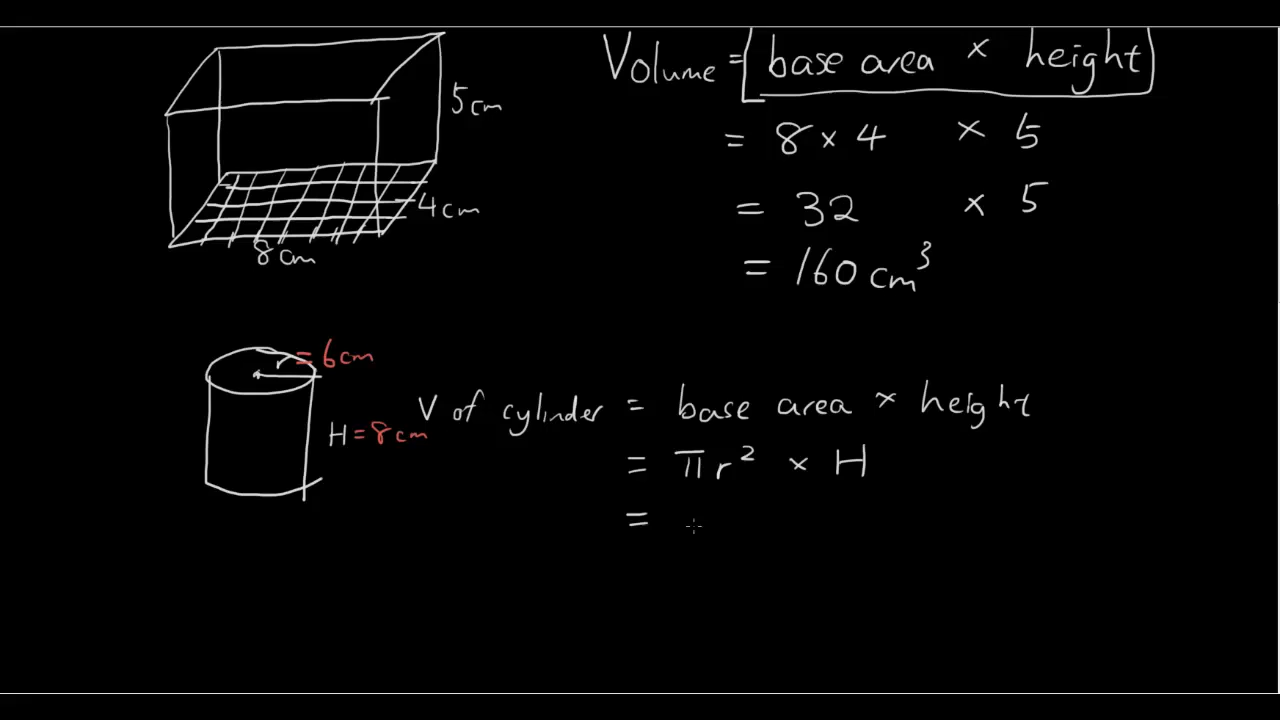 Volume = base area × height
5cm
= 8 × 4 × 5
4cm
= 32 × 5
8cm
= 160 cm³
r = 6cm
V of cylinder = base area × height
H = 8cm
= πr² × H
=